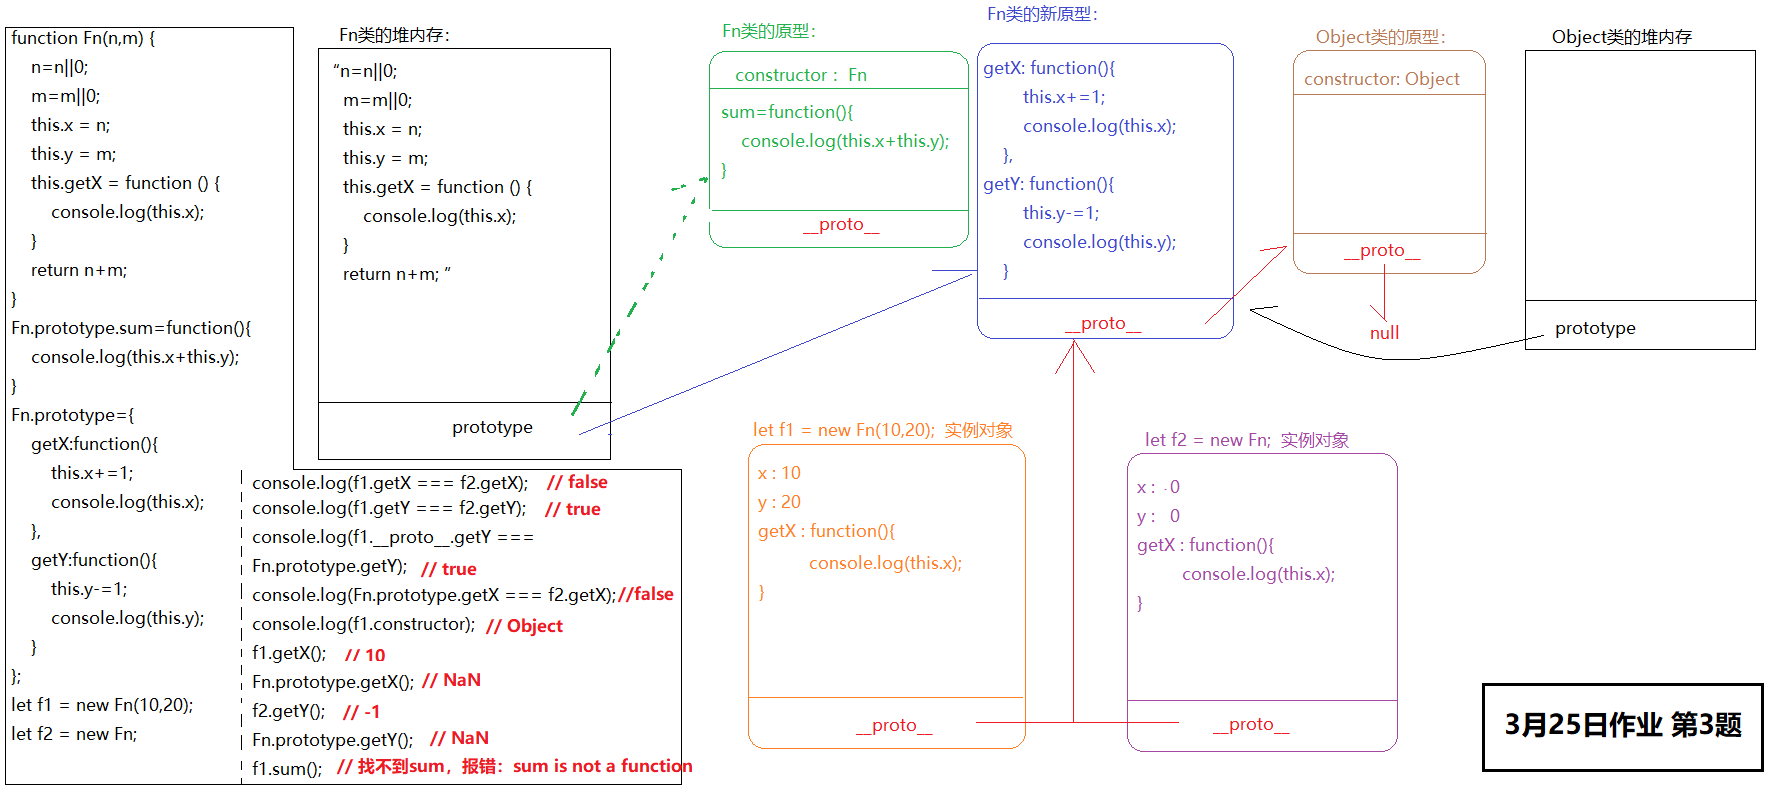 function Fn(n,m) {
n=n||0;
m=m||0;
this.x = n;
this.y = m;
this.getX = function () {
console.log(this.x);
}
return n+m;
}
Fn.prototype.sum=function(){
console.log(this.x+this.y);
}
Fn.prototype={
getX:function(){
this.x+=1;
console.log(this.x);
},
getY:function(){
this.y-=1;
console.log(this.y);
}
};
let f1 = new Fn(10,20);
let f2 = new Fn;
console.log(f1.getX === f2.getX); // false
console.log(f1.getY === f2.getY); // true
console.log(f1.__proto__.getY ===
Fn.prototype.getY); // true
console.log(Fn.prototype.getX === f2.getX);//false
console.log(f1.constructor); // Object
f1.getX(); // 10
Fn.prototype.getX(); // NaN
f2.getY(); // -1
Fn.prototype.getY(); // NaN
f1.sum(); // 找不到sum，报错：sum is not a function
Fn类的堆内存：
“n=n||0;
m=m||0;
this.x = n;
this.y = m;
this.getX = function () {
console.log(this.x);
}
return n+m; ”
prototype
Fn类的原型：
constructor： Fn
sum=function(){
console.log(this.x+this.y);
}
__proto__
Fn类的新原型：
getX: function(){
this.x+=1;
console.log(this.x);
},
getY: function(){
this.y-=1;
console.log(this.y);
}
__proto__
Object类的原型：
constructor: Object
__proto__
null
Object类的堆内存
prototype
let f1 = new Fn(10,20); 实例对象
x : 10
y : 20
getX : function(){
console.log(this.x);
}
__proto__
let f2 = new Fn; 实例对象
x : 0
y : 0
getX : function(){
console.log(this.x);
}
__proto__
3月25日作业 第3题